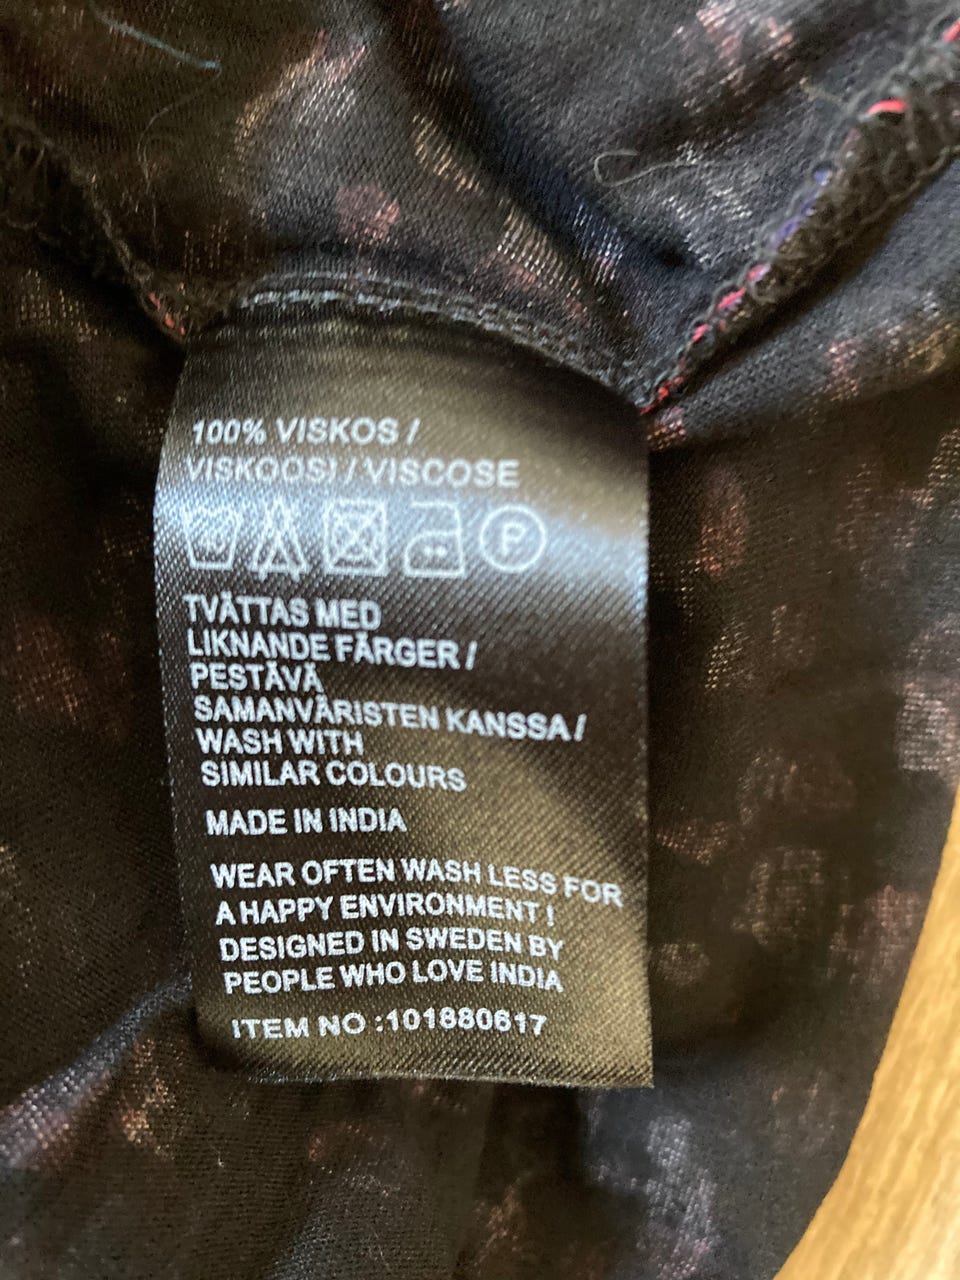 100% VISKOS /
VISKOOSI / VISCOSE
P
TVÄTTAS MED
LIKNANDE FÄRGER /
PESTÄVÄ
SAMANVÄRISTEN KANSSA /
WASH WITH
SIMILAR COLOURS
MADE IN INDIA
WEAR OFTEN WASH LESS FOR
A HAPPY ENVIRONMENT !
DESIGNED IN SWEDEN BY
PEOPLE WHO LOVE INDIA
ITEM NO :101880617